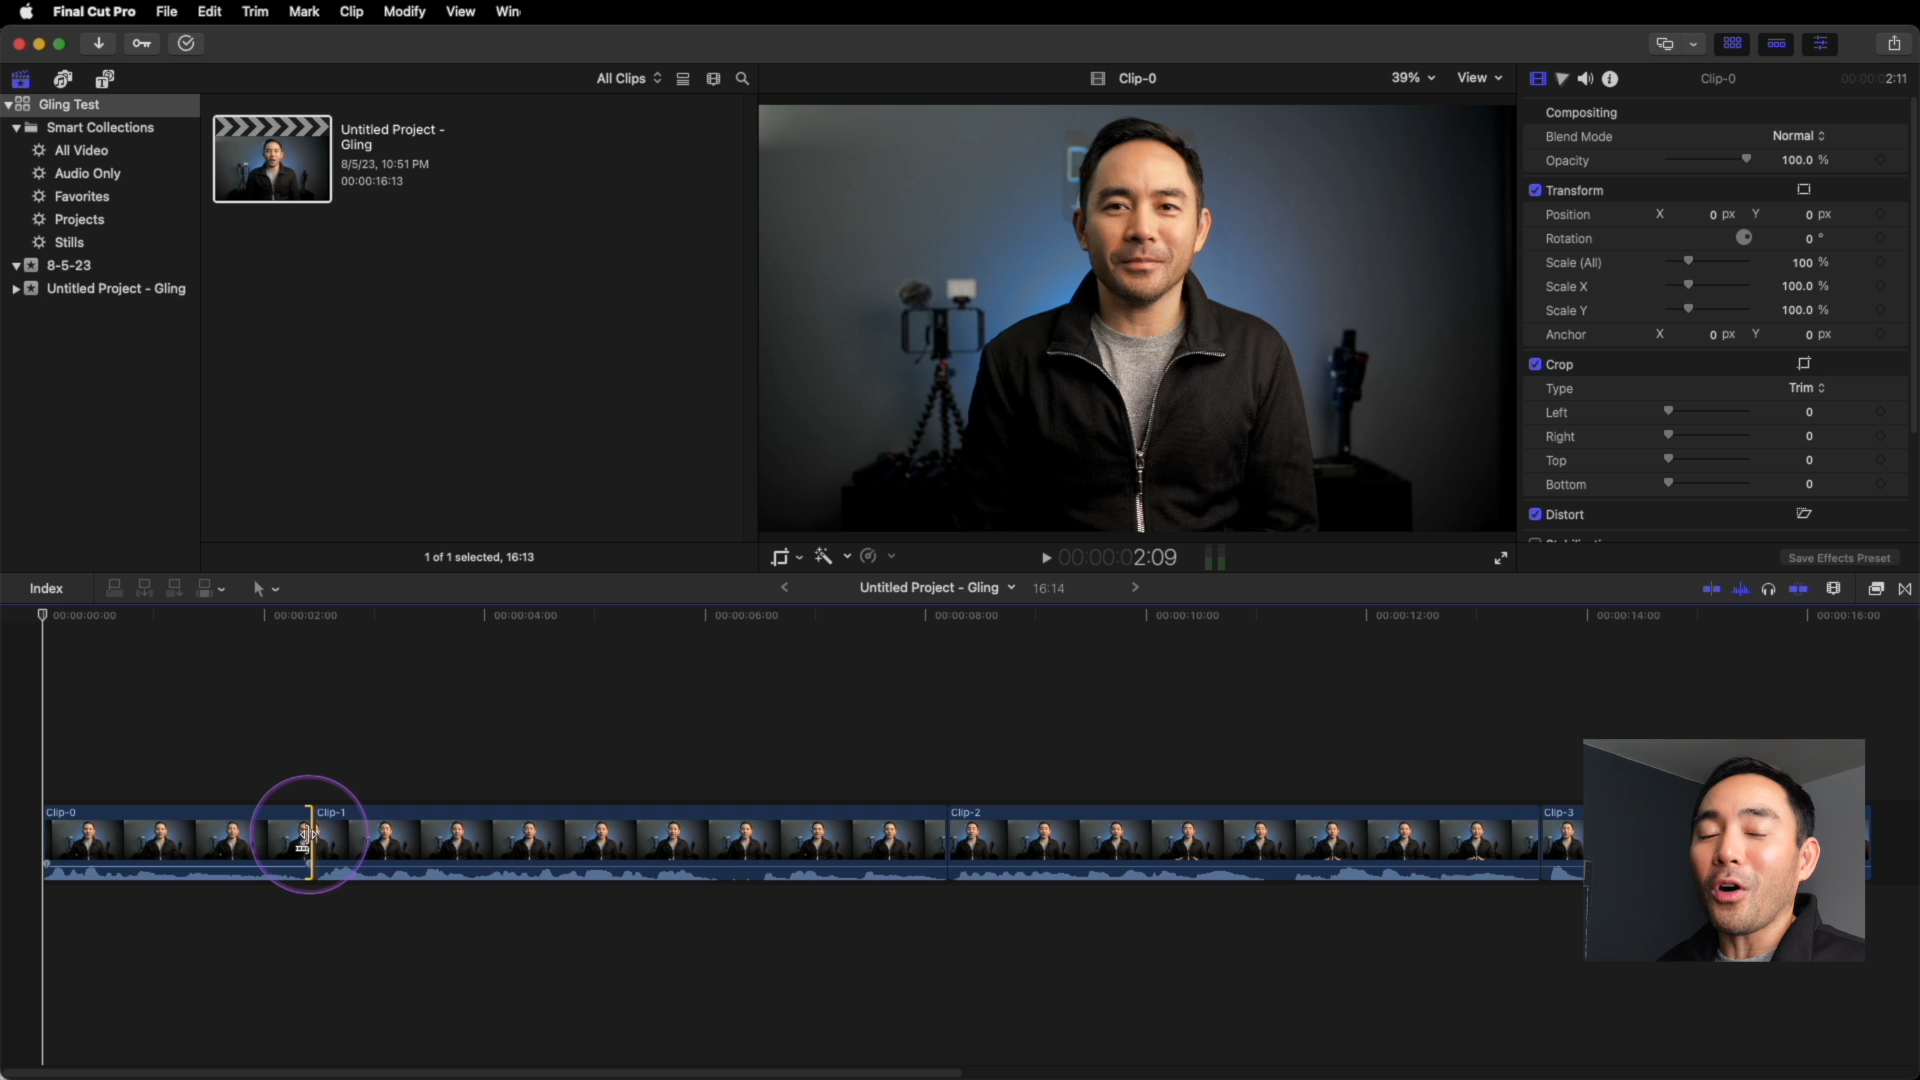 Final Cut Pro File Edit Trim Mark Clip Modify View Win
All Clips
Clip-0
39%
View
Clip-0
00:00:02:11
Gling Test
Smart Collections
All Video
Audio Only
Favorites
Projects
Stills
8-5-23
Untitled Project - Gling
Untitled Project -
Gling
8/5/23, 10:51 PM
00:00:16:13
1 of 1 selected, 16:13
Compositing
Blend Mode Normal
Opacity 100.0 %
Transform
Position X 0 px Y 0 px
Rotation 0 °
Scale (All) 100 %
Scale X 100.0 %
Scale Y 100.0 %
Anchor X 0 px Y 0 px
Crop
Type Trim
Left 0
Right 0
Top 0
Bottom 0
Distort
Save Effects Preset
00:00:02:09
Index
Untitled Project - Gling
16:14
00:00:00:00 00:00:02:00 00:00:04:00 00:00:06:00 00:00:08:00 00:00:10:00 00:00:12:00 00:00:14:00 00:00:16:00
Clip-0 Clip-1 Clip-2 Clip-3